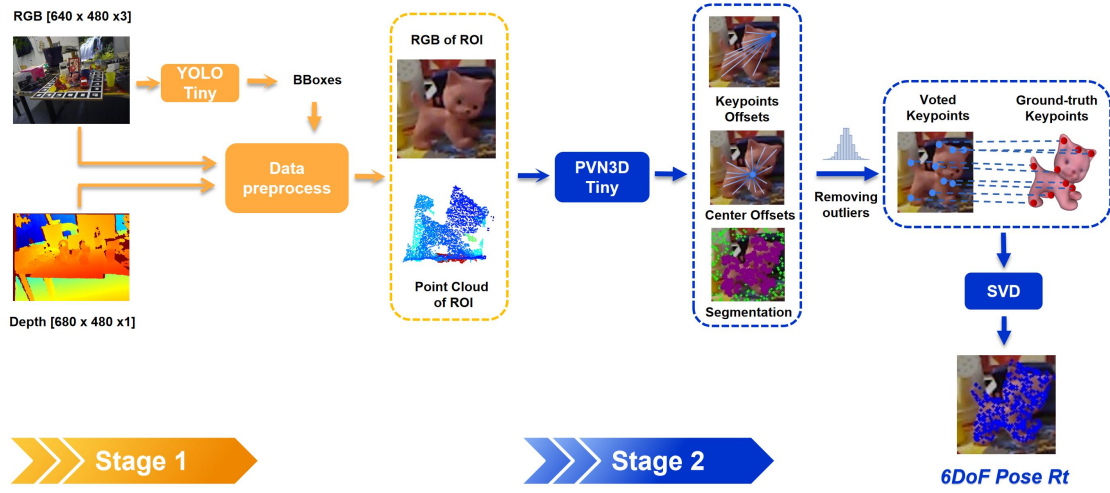 RGB [640 x 480 x3]
YOLO
Tiny
BBoxes
Data
preprocess
Depth [680 x 480 x1]
RGB of ROI
Point Cloud
of ROI
PVN3D
Tiny
Keypoints
Offsets
Center Offsets
Segmentation
Removing
outliers
Voted
Keypoints
Ground-truth
Keypoints
SVD
6DoF Pose Rt
Stage 1
Stage 2